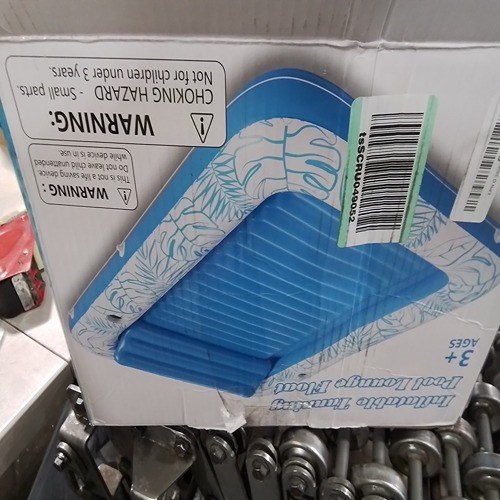 Inflatable Tanning
Pool Lounge Float
AGES
3+
tsSCRU049052
WARNING:
This is not a life saving device.
Do not leave child unattended
while device is in use.
WARNING:
CHOKING HAZARD - Small parts.
Not for children under 3 years.